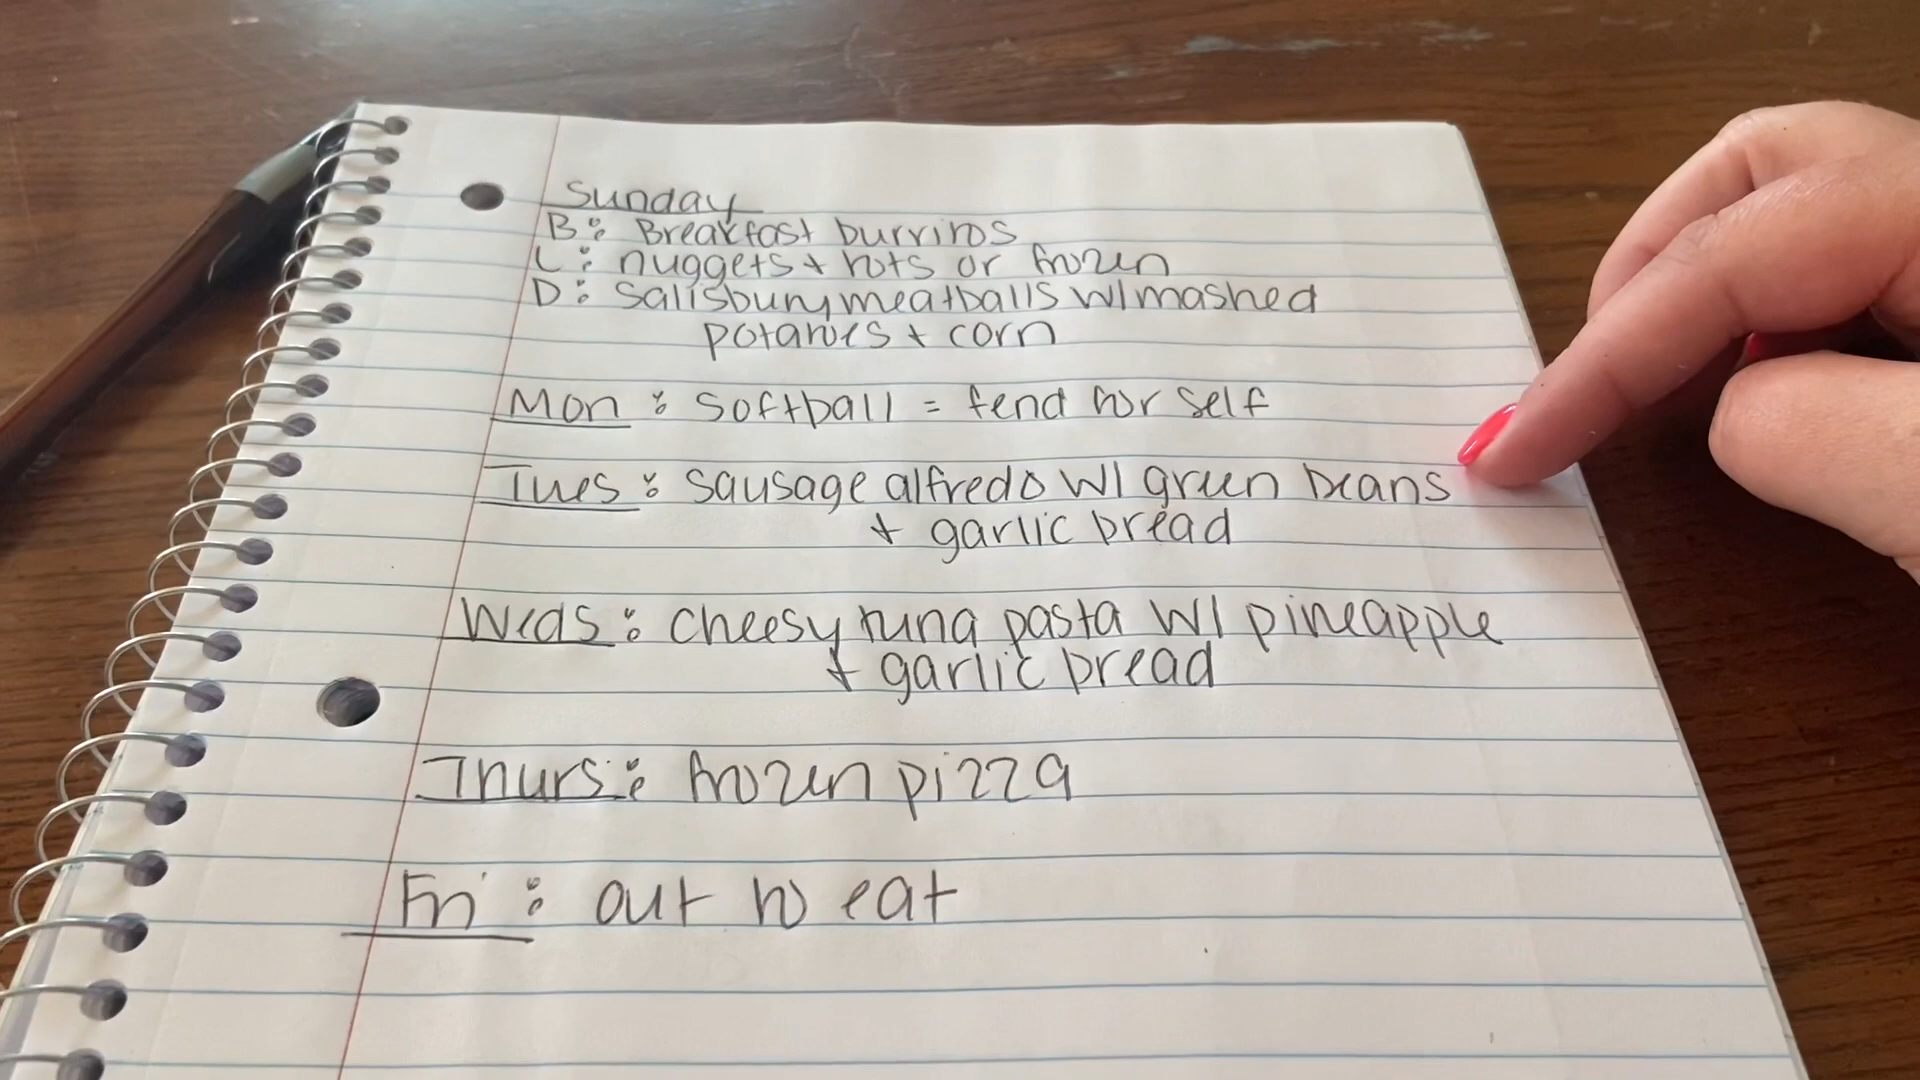 Sunday
B: Breakfast burritos
L: nuggets + tots or frozen
D: Salisbury meatballs w/ mashed
potatoes + corn
Mon: Softball = fend for self
Tues: sausage alfredo w/ green beans
+ garlic bread
Weds: cheesy tuna pasta w/ pineapple
+ garlic bread
Thurs: frozen pizza
Fri: out to eat